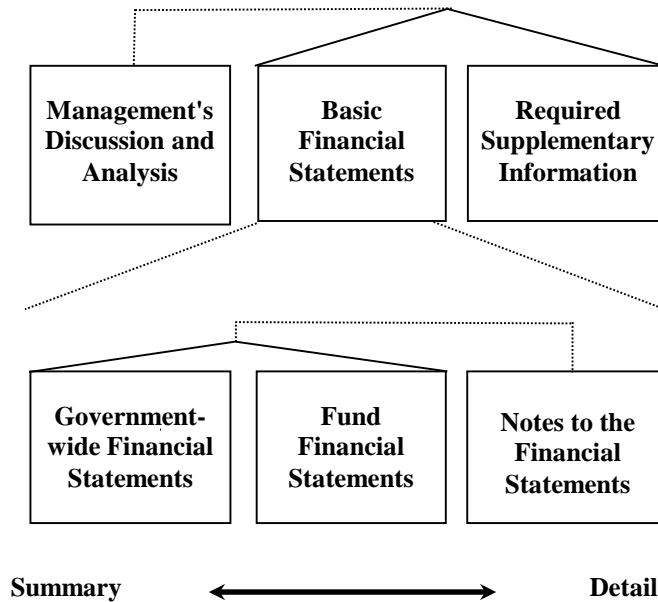 Management's
Discussion and
Analysis
Basic
Financial
Statements
Required
Supplementary
Information
Government-
wide Financial
Statements
Fund
Financial
Statements
Notes to the
Financial
Statements
Summary
Detail